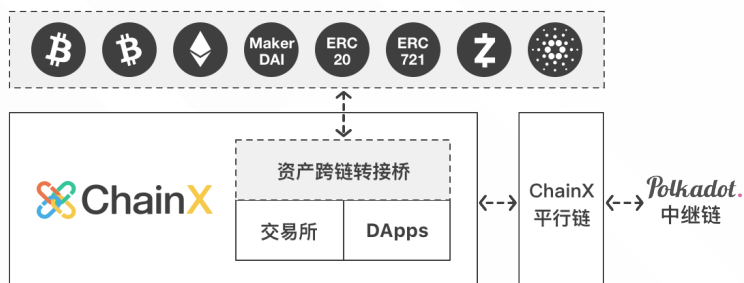 Maker
DAI
ERC
20
ERC
721
资产跨链转接桥
ChainX
交易所
DApps
ChainX
平行链
Polkadot.
中继链